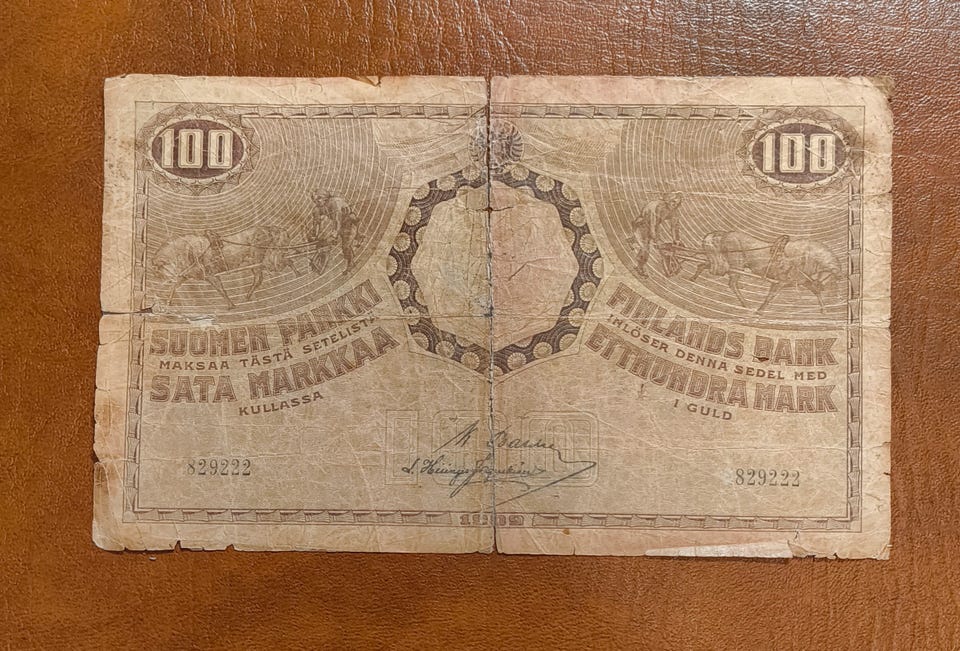 100
100
SUOMEN PANKKI
MAKSAA TÄSTÄ SETELISTÄ
SATA MARKKAA
KULLASSA
FINLANDS BANK
INLÖSER DENNA SEDEL MED
ETTHUNDRA MARK
I GULD
100
829222
829222
1909